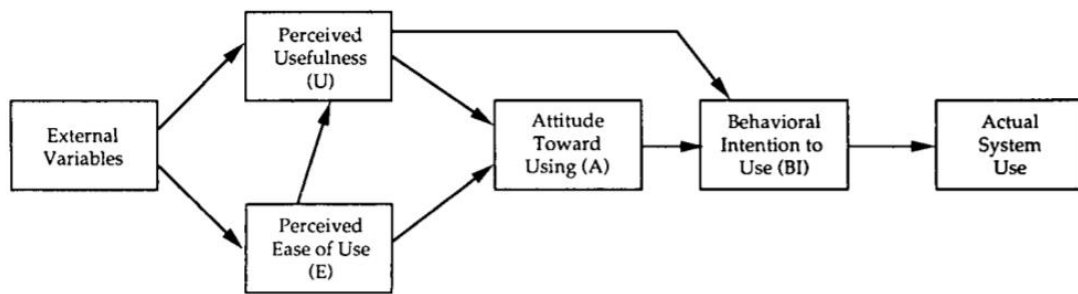 External
Variables
Perceived
Usefulness
(U)
Perceived
Ease of Use
(E)
Attitude
Toward
Using (A)
Behavioral
Intention to
Use (BI)
Actual
System
Use